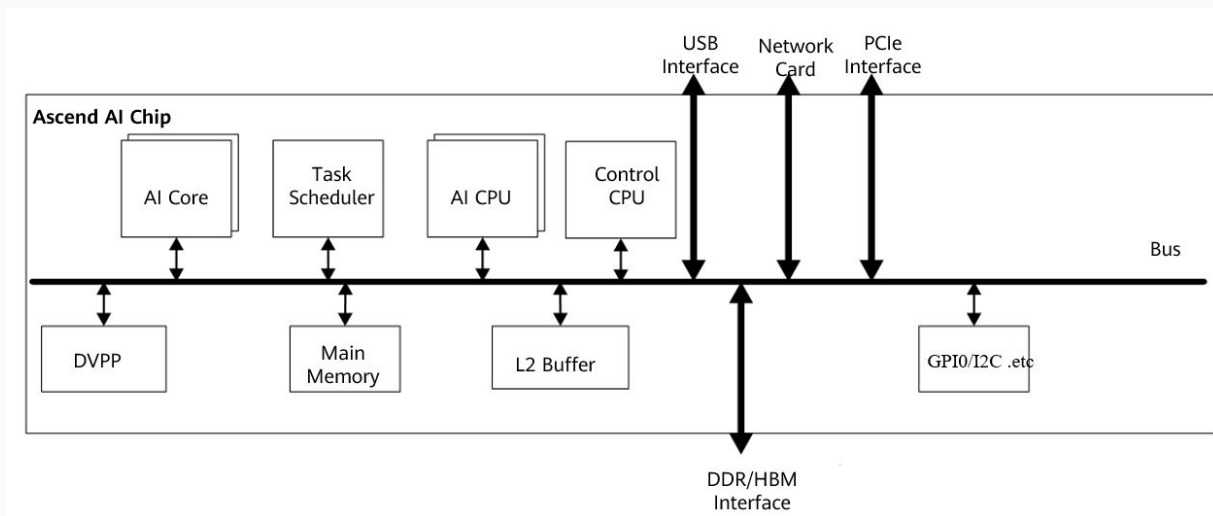 USB
Interface
Network
Card
PCIe
Interface
Ascend AI Chip
AI Core
Task
Scheduler
AI CPU
Control
CPU
Bus
DVPP
Main
Memory
L2 Buffer
GPI0/I2C .etc
DDR/HBM
Interface